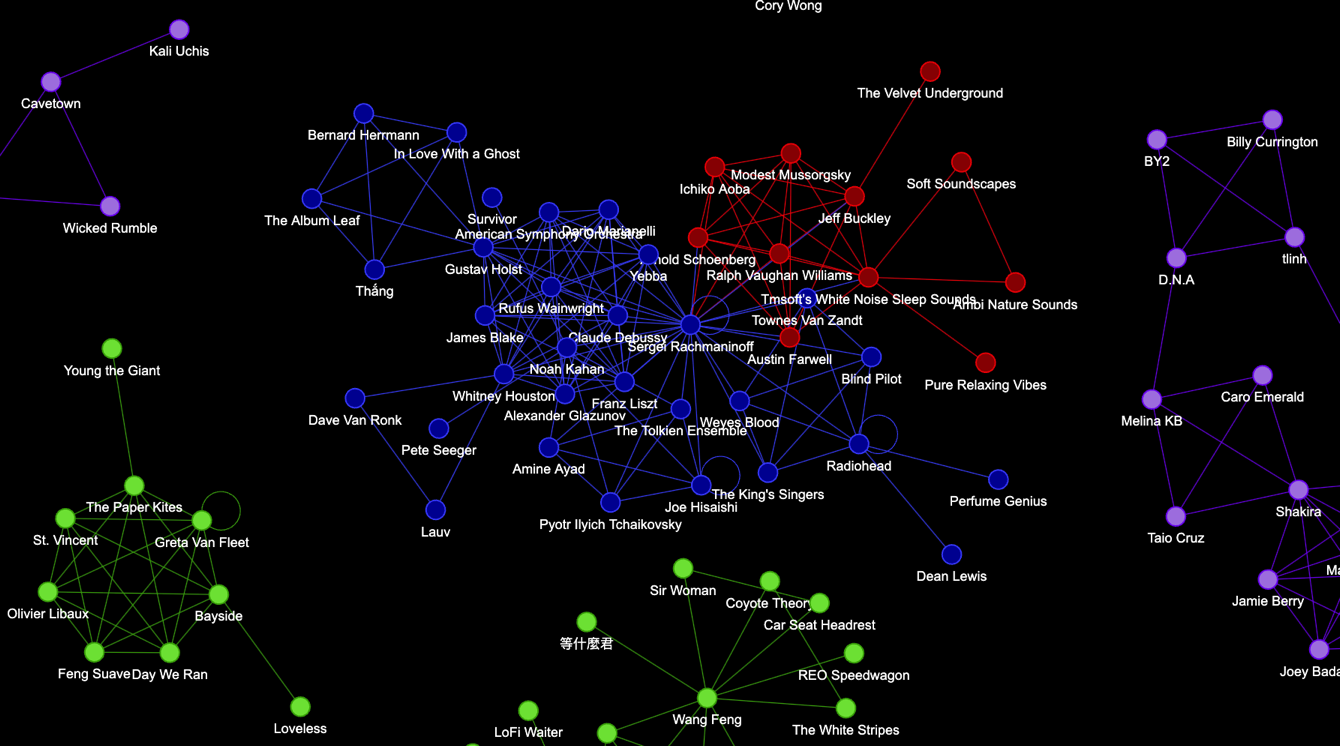 Cory Wong
Kali Uchis
Cavetown
The Velvet Underground
Bernard Herrmann
In Love With a Ghost
Billy Currington
BY2
Modest Mussorgsky
Ichiko Aoba
Soft Soundscapes
The Album Leaf
Survivor
Jeff Buckley
Wicked Rumble
American Symphony Orchestra
Dario Marianelli
Arnold Schoenberg
tlinh
Gustav Holst
Yebba
Ralph Vaughan Williams
D.N.A
Thắng
Tmsoft's White Noise Sleep Sounds
Ambi Nature Sounds
Rufus Wainwright
Townes Van Zandt
James Blake
Claude Debussy
Sergei Rachmaninoff
Austin Farwell
Young the Giant
Noah Kahan
Blind Pilot
Pure Relaxing Vibes
Whitney Houston
Franz Liszt
Caro Emerald
Alexander Glazunov
Dave Van Ronk
Weyes Blood
Melina KB
The Tolkien Ensemble
Pete Seeger
Amine Ayad
Radiohead
The King's Singers
Perfume Genius
Joe Hisaishi
The Paper Kites
Shakira
Pyotr Ilyich Tchaikovsky
Lauv
Taio Cruz
St. Vincent
Greta Van Fleet
Dean Lewis
Ma
Sir Woman
Coyote Theory
Jamie Berry
Olivier Libaux
Bayside
Car Seat Headrest
等什麼君
Feng Suave
Day We Ran
REO Speedwagon
Joey Bada
Wang Feng
Loveless
LoFi Waiter
The White Stripes